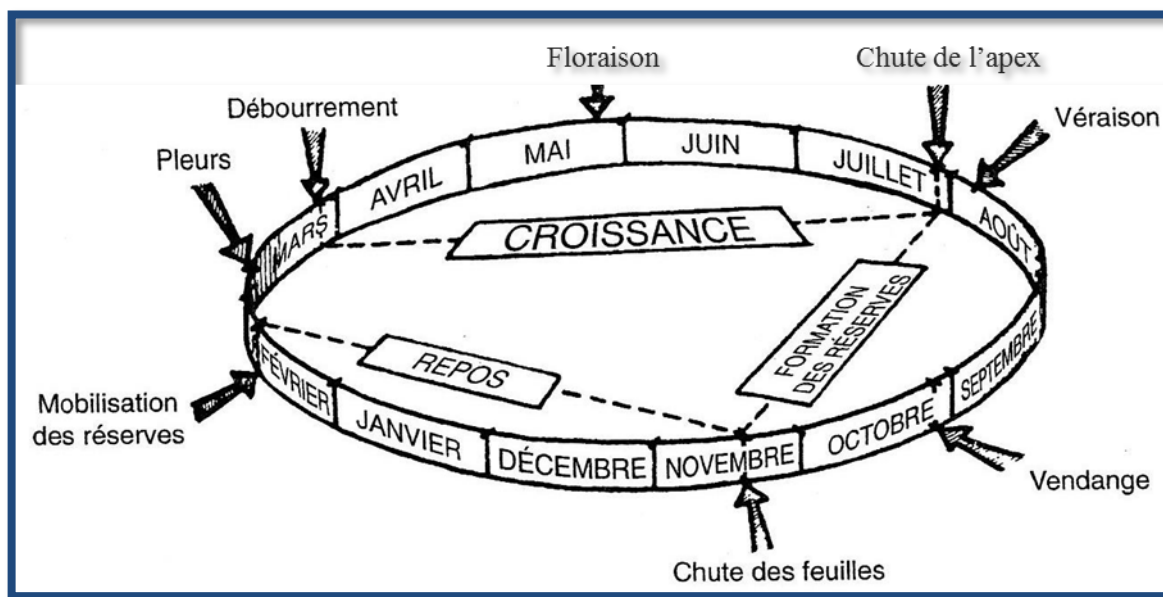 Floraison
Chute de l’apex
Débourrement
Véraison
Pleurs
MAI
JUIN
JUILLET
AVRIL
MARS
AOÛT
CROISSANCE
FORMATION
DES RÉSERVES
REPOS
SEPTEMBRE
FÉVRIER
JANVIER
DÉCEMBRE
NOVEMBRE
OCTOBRE
Mobilisation
des réserves
Vendange
Chute des feuilles